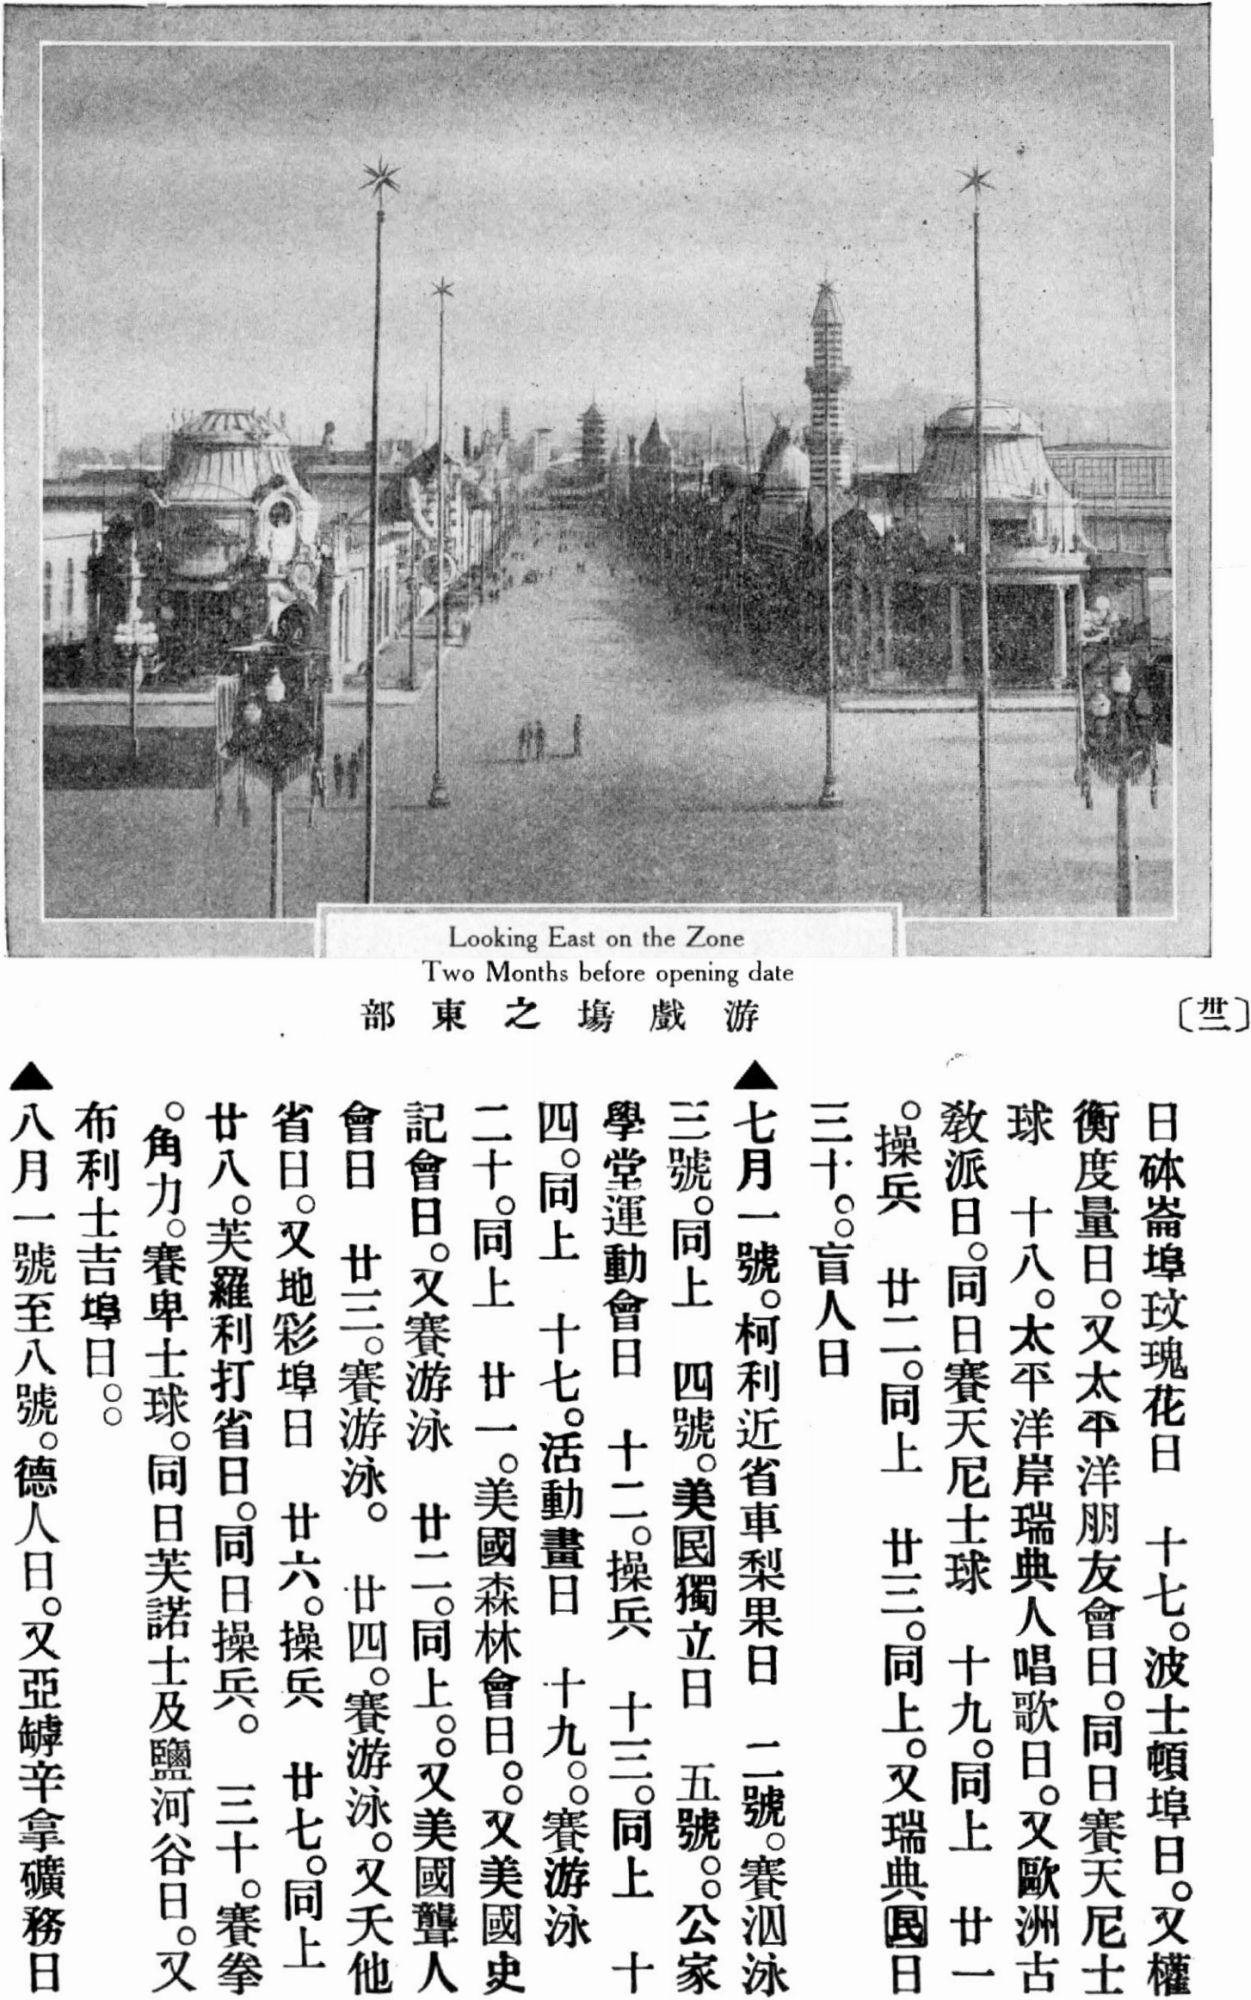 Looking East on the Zone
Two Months before opening date
部東之塲戲游
〔卅二〕
日砵崙埠玟瑰花日　十七。波士頓埠日。又權
衡度量日。又太平洋朋友會日。同日賽天尼士
球　十八。太平洋岸瑞典人唱歌日。又歐洲古
敎派日。同日賽天尼士球　十九。同上　廿一
。操兵　廿二。同上　廿三。同上。又瑞典國日
三十。。盲人日
▲七月一號。柯利近省車梨果日　二號。賽泅泳
三號。同上　四號。美民獨立日　五號。。公家
學堂運動會日　十二。操兵　十三。同上　十
四。同上　十七。活動畫日　十九。。賽游泳
二十。同上　廿一。美國森林會日。。又美國史
記會日。又賽游泳　廿二。同上。。又美國聾人
會日　廿三。賽游泳。　廿四。賽游泳。又夭他
省日。又地彩埠日　廿六。操兵　廿七。同上
廿八。芙羅利打省日。同日操兵。　三十。賽拳
。角力。賽卑士球。同日芙諾士及鹽河谷日。又
布利士吉埠日。。
▲八月一號至八號。德人日。又亞罅辛拿礦務日